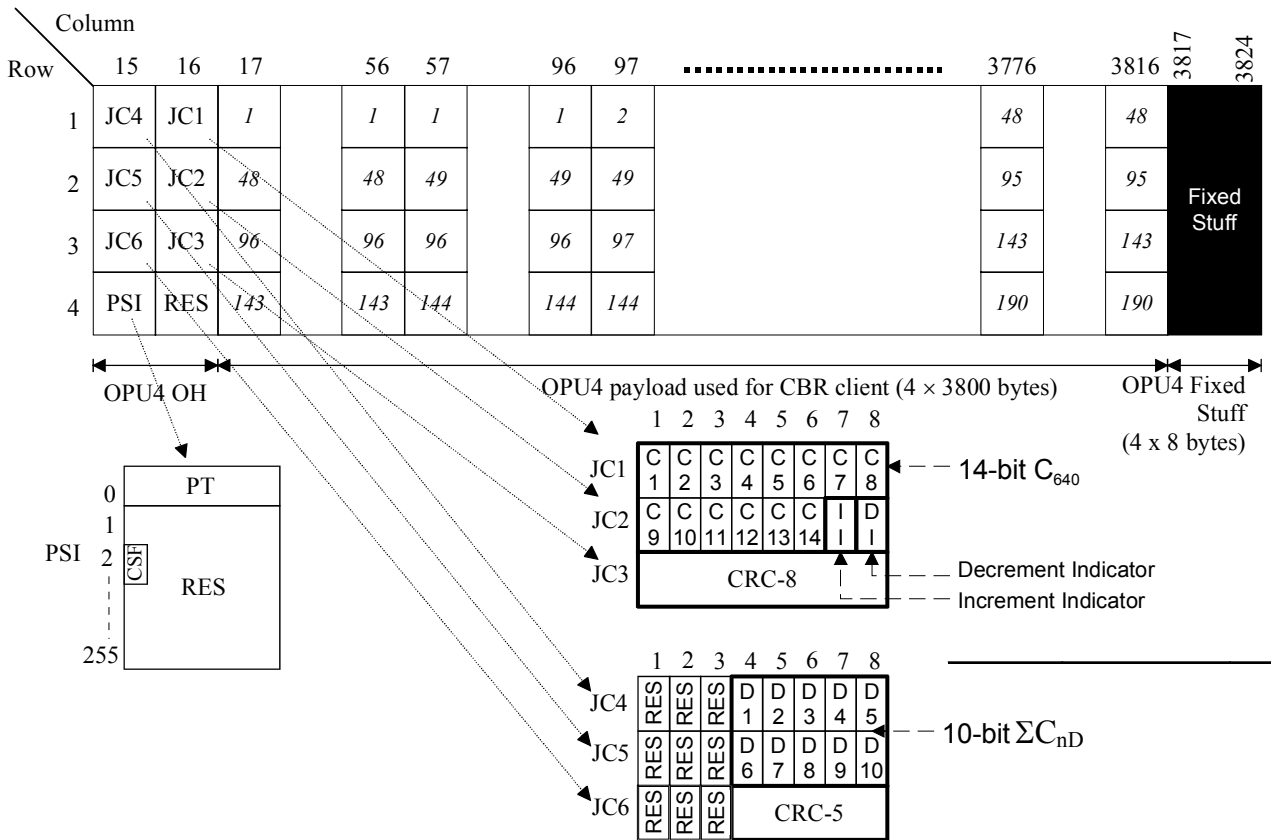 Column
Row 15 16 17 56 57 96 97 3776 3816 3817 3824
1 JC4 JC1 1 1 1 1 2 48 48
2 JC5 JC2 48 48 49 49 49 95 95
Fixed
Stuff
3 JC6 JC3 96 96 96 96 97 143 143
4 PSI RES 143 143 144 144 144 190 190
OPU4 OH
OPU4 payload used for CBR client (4 × 3800 bytes)
OPU4 Fixed
Stuff
(4 x 8 bytes)
1 2 3 4 5 6 7 8
JC1 C1 C2 C3 C4 C5 C6 C7 C8
14-bit C640
JC2 C9 C10 C11 C12 C13 C14 II DI
JC3 CRC-8
Decrement Indicator
Increment Indicator
0 PT
1
PSI 2 CSF
RES
255
1 2 3 4 5 6 7 8
JC4 RES RES RES D1 D2 D3 D4 D5
10-bit ΣCnD
JC5 RES RES RES D6 D7 D8 D9 D10
JC6 RES RES RES CRC-5